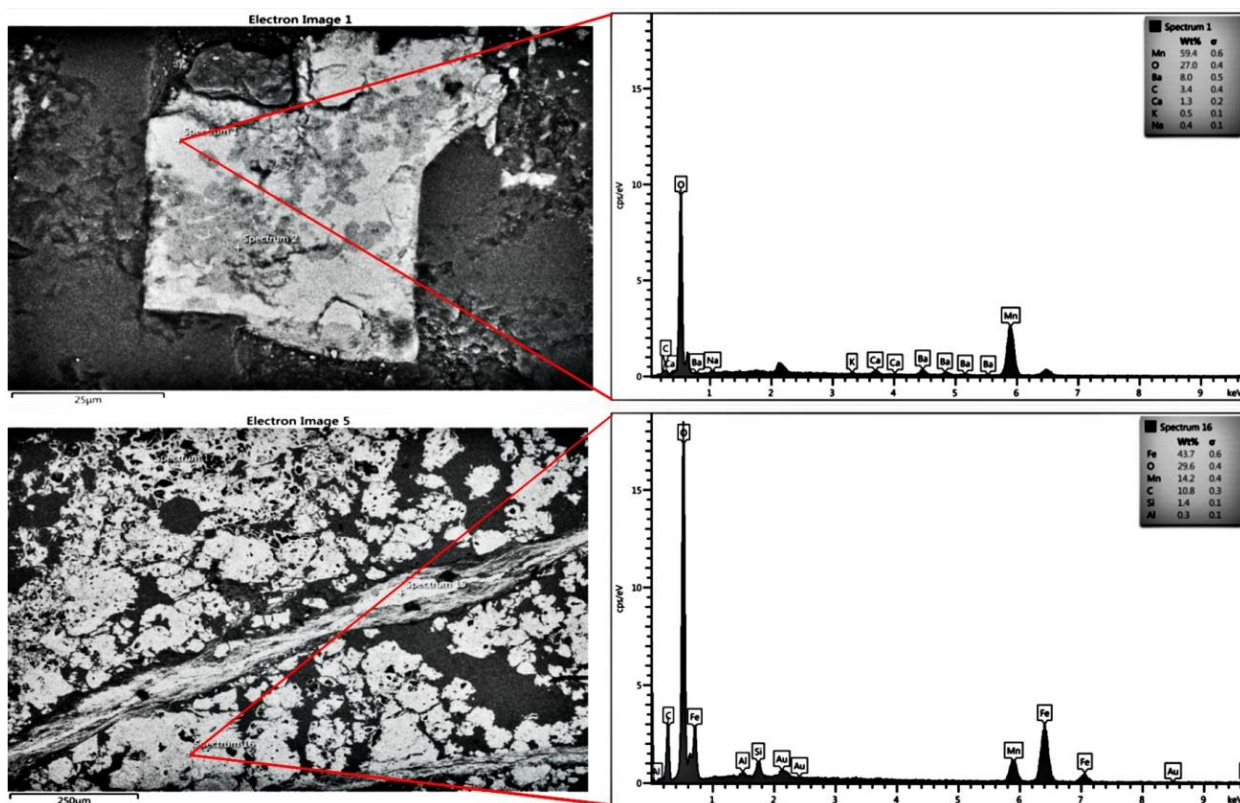 Electron Image 1
Spectrum 1
Spectrum 2
25µm
Spectrum 1
Wt% σ
Mn 59.4 0.6
O 27.0 0.4
Ba 8.0 0.5
C 3.4 0.4
Ca 1.3 0.2
K 0.5 0.1
Na 0.4 0.1
cps/eV
15
10
5
0
O
C
Ca
Ba
Na
K
Ca
Ca
Ba
Ba
Ba
Ba
Mn
1 2 3 4 5 6 7 8 9 keV
Electron Image 5
Spectrum 17
Spectrum 15
Spectrum 16
250µm
Spectrum 16
Wt% σ
Fe 43.7 0.6
O 29.6 0.4
Mn 14.2 0.4
C 10.8 0.3
Si 1.4 0.1
Al 0.3 0.1
cps/eV
15
10
5
0
O
C
Fe
Al
Al
Si
Au
Au
Mn
Fe
Fe
Au
1 2 3 4 5 6 7 8 9 keV